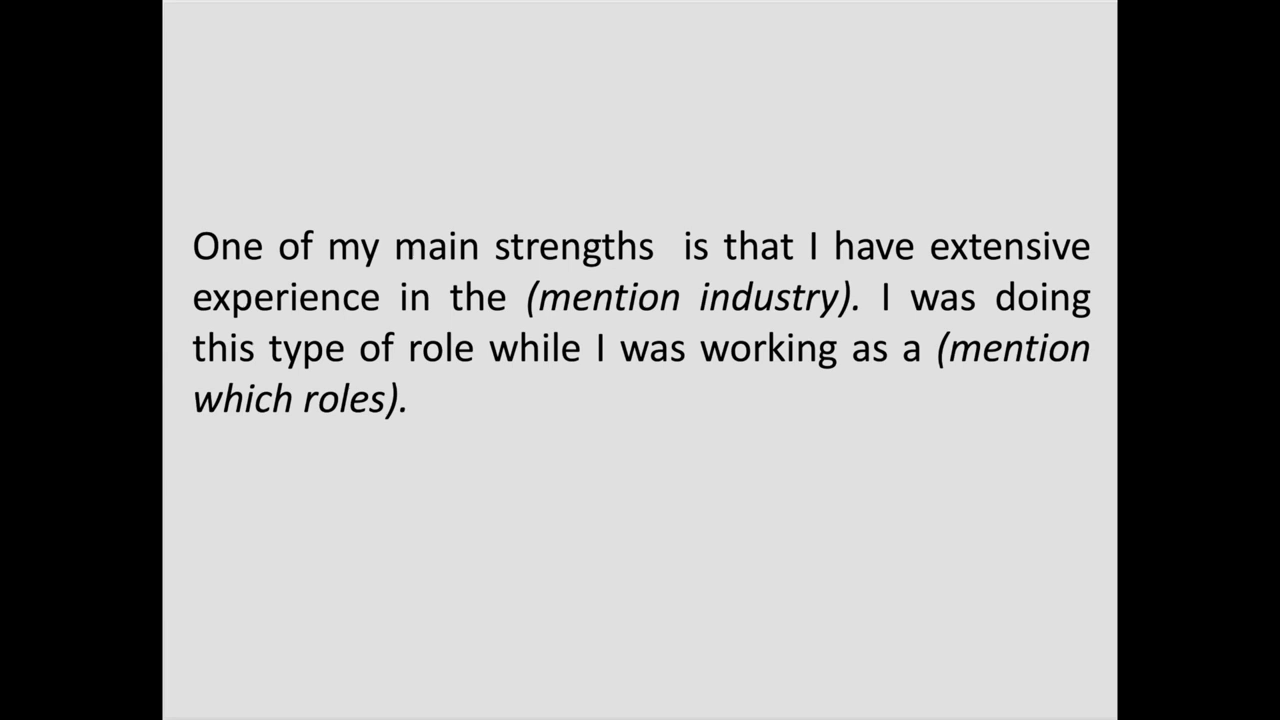 One of my main strengths  is that I have extensive
experience in the (mention industry). I was doing
this type of role while I was working as a (mention
which roles).